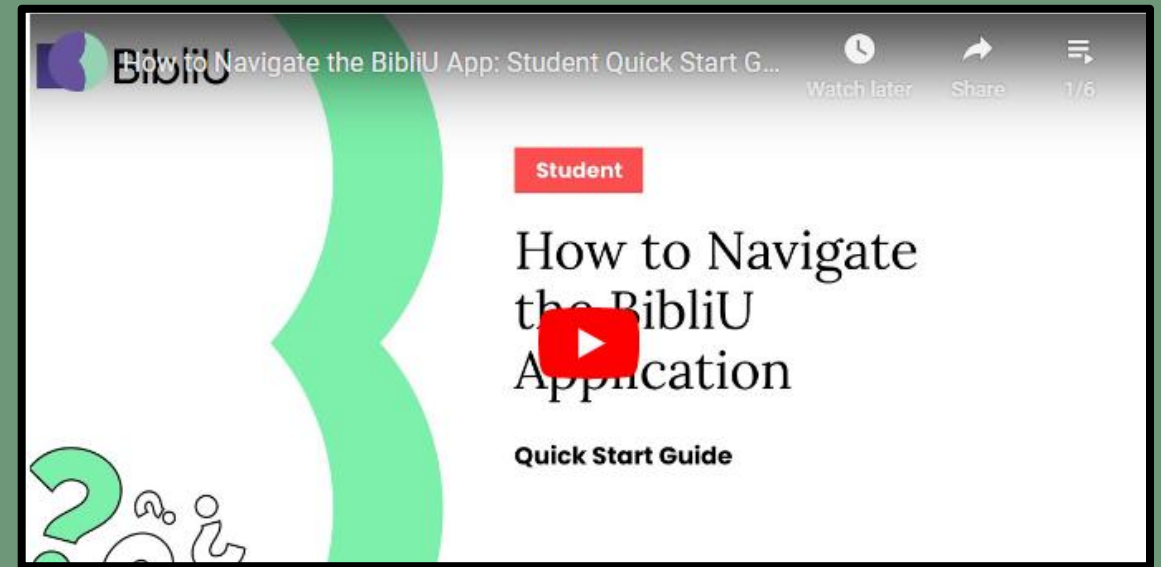 BibliU
How to Navigate the BibliU App: Student Quick Start G...
Watch later
Share
1/6
Student
How to Navigate
the BibliU
Application
Quick Start Guide